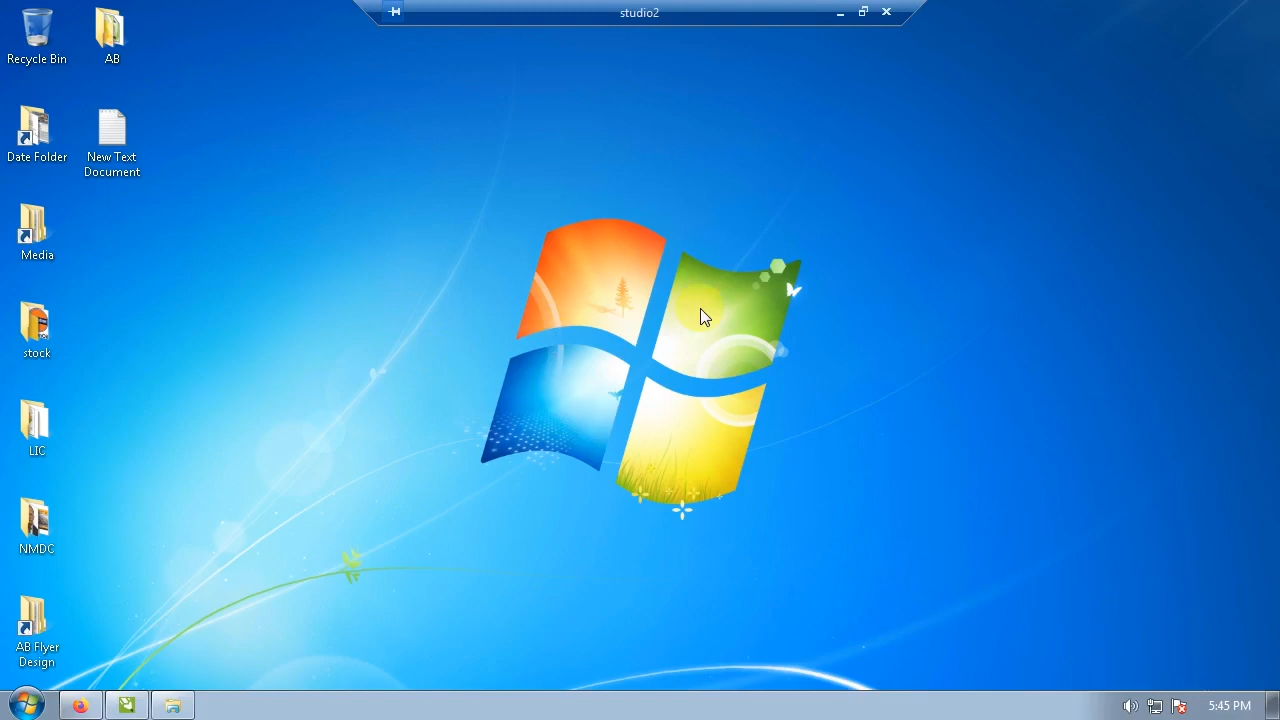 studio2
Recycle Bin
AB
Date Folder
New Text
Document
Media
stock
LIC
NMDC
AB Flyer
Design
5:45 PM